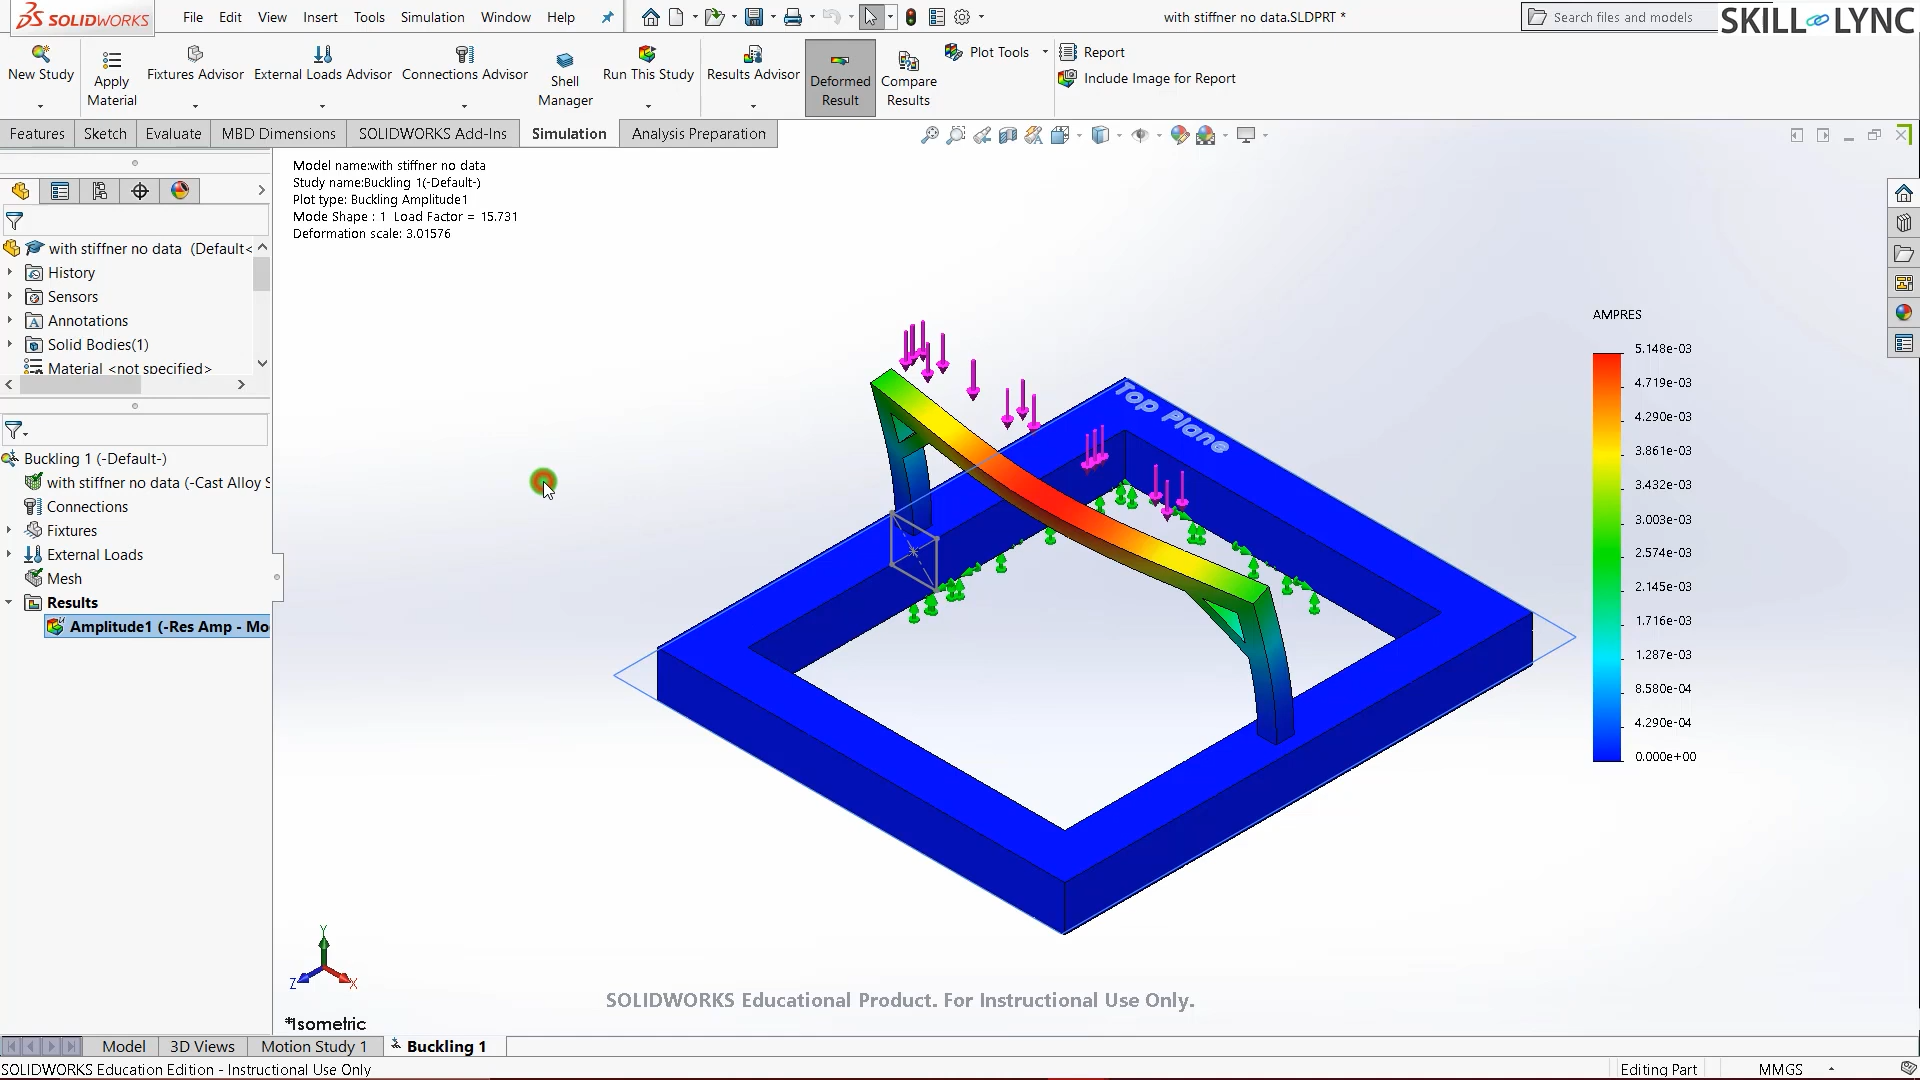 SOLIDWORKS
File Edit View Insert Tools Simulation Window Help
with stiffner no data.SLDPRT *
Search files and models
SKILL LYNC
New Study
Apply Material
Fixtures Advisor
External Loads Advisor
Connections Advisor
Shell Manager
Run This Study
Results Advisor
Deformed Result
Compare Results
Plot Tools
Report
Include Image for Report
Features Sketch Evaluate MBD Dimensions SOLIDWORKS Add-Ins Simulation Analysis Preparation
with stiffner no data (Default<
History
Sensors
Annotations
Solid Bodies(1)
Material <not specified>
Buckling 1 (-Default-)
with stiffner no data (-Cast Alloy S
Connections
Fixtures
External Loads
Mesh
Results
Amplitude1 (-Res Amp - Mo
Model name:with stiffner no data
Study name:Buckling 1(-Default-)
Plot type: Buckling Amplitude1
Mode Shape : 1 Load Factor = 15.731
Deformation scale: 3.01576
Top Plane
AMPRES
5.148e-03
4.719e-03
4.290e-03
3.861e-03
3.432e-03
3.003e-03
2.574e-03
2.145e-03
1.716e-03
1.287e-03
8.580e-04
4.290e-04
0.000e+00
Y
Z
X
SOLIDWORKS Educational Product. For Instructional Use Only.
*Isometric
Model 3D Views Motion Study 1 Buckling 1
SOLIDWORKS Education Edition - Instructional Use Only
Editing Part
MMGS